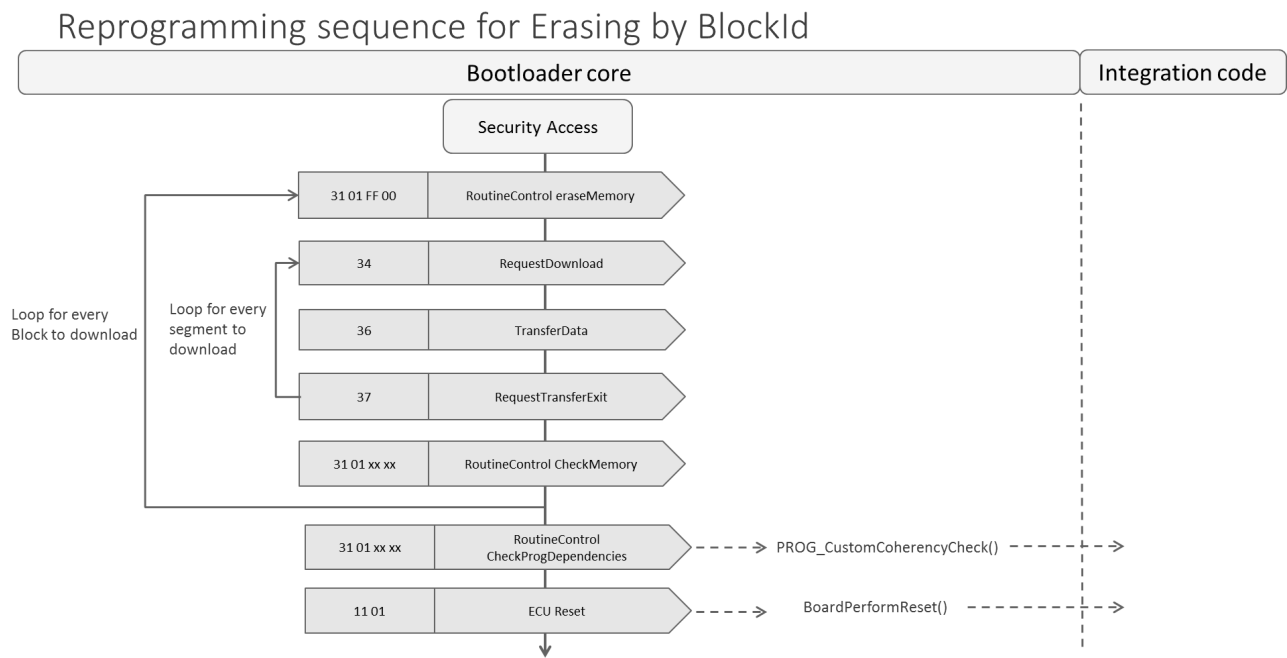 Reprogramming sequence for Erasing by BlockId
Bootloader core
Integration code
Security Access
31 01 FF 00
RoutineControl eraseMemory
34
RequestDownload
Loop for every
Block to download
Loop for every
segment to
download
36
TransferData
37
RequestTransferExit
31 01 xx xx
RoutineControl CheckMemory
31 01 xx xx
RoutineControl
CheckProgDependencies
PROG_CustomCoherencyCheck()
11 01
ECU Reset
BoardPerformReset()